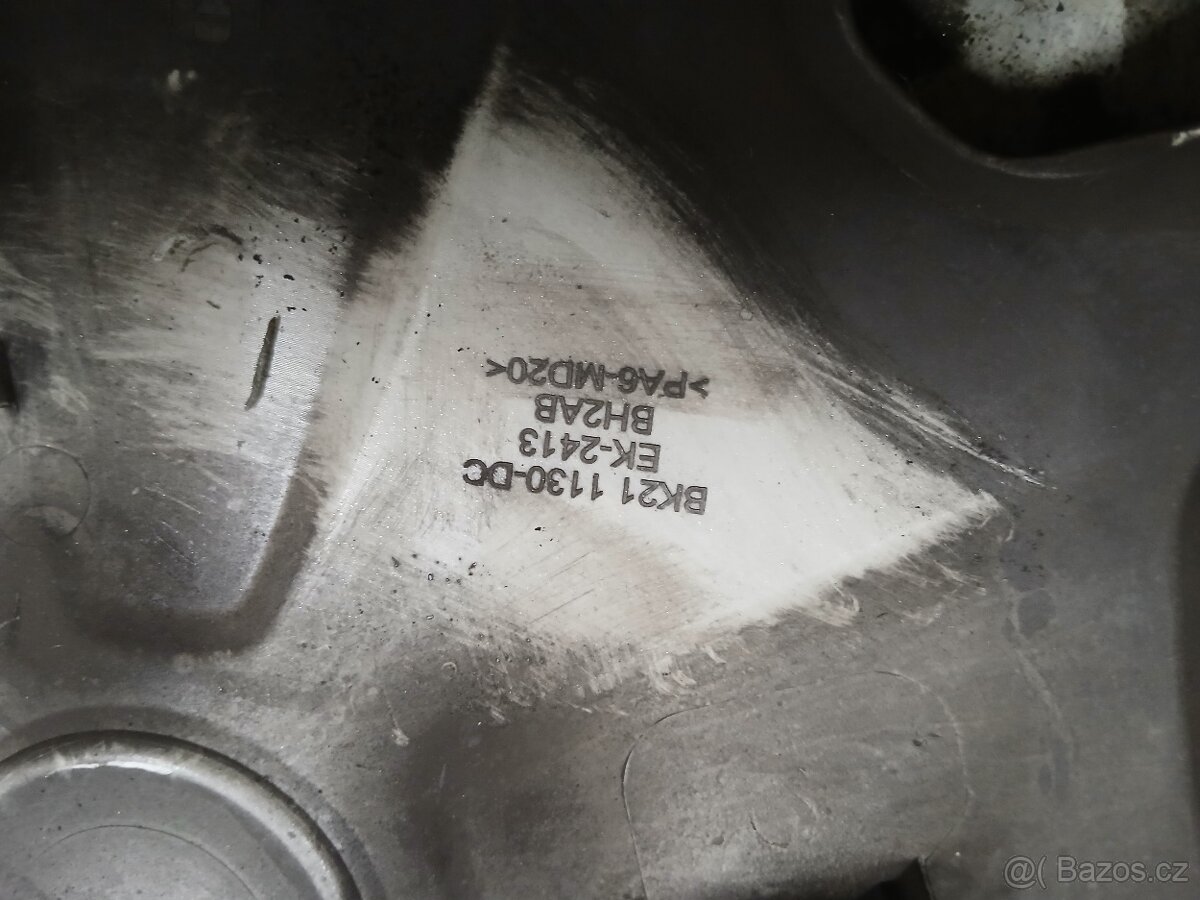 BK21 1130-DC
EK-2413
BH2AB
>PA6-MD20<
@( Bazos.cz